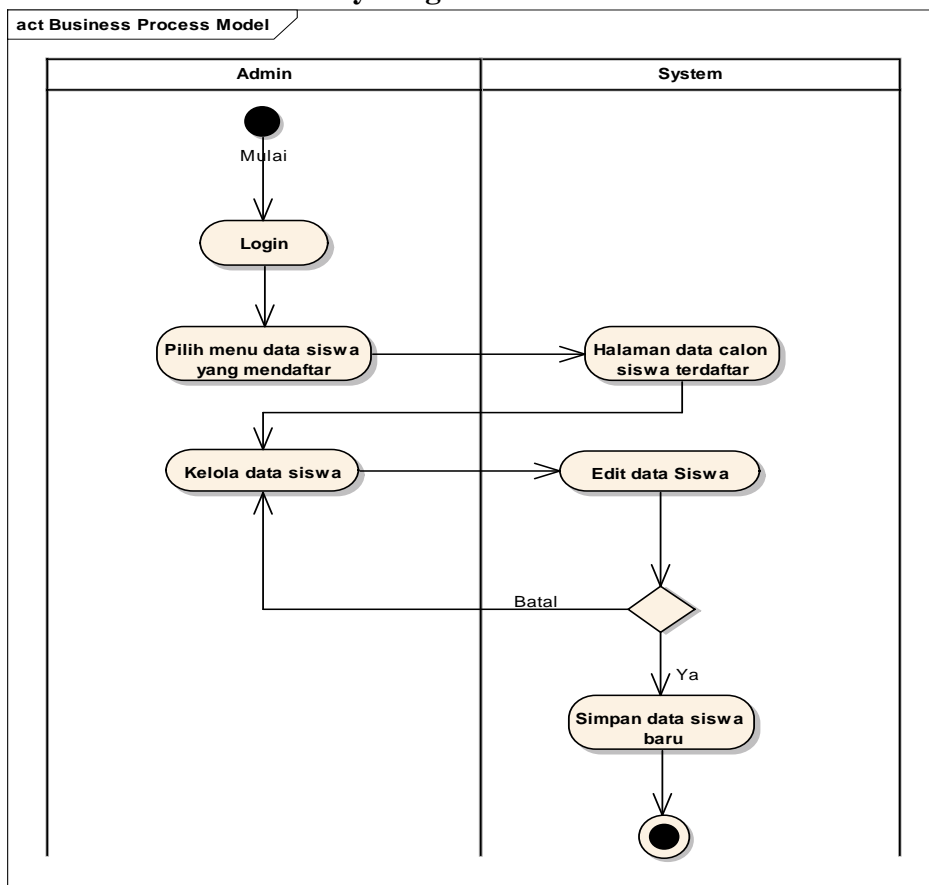 act Business Process Model
Admin
System
Mulai
Login
Pilih menu data siswa
yang mendaftar
Halaman data calon
siswa terdaftar
Kelola data siswa
Edit data Siswa
Batal
Ya
Simpan data siswa
baru